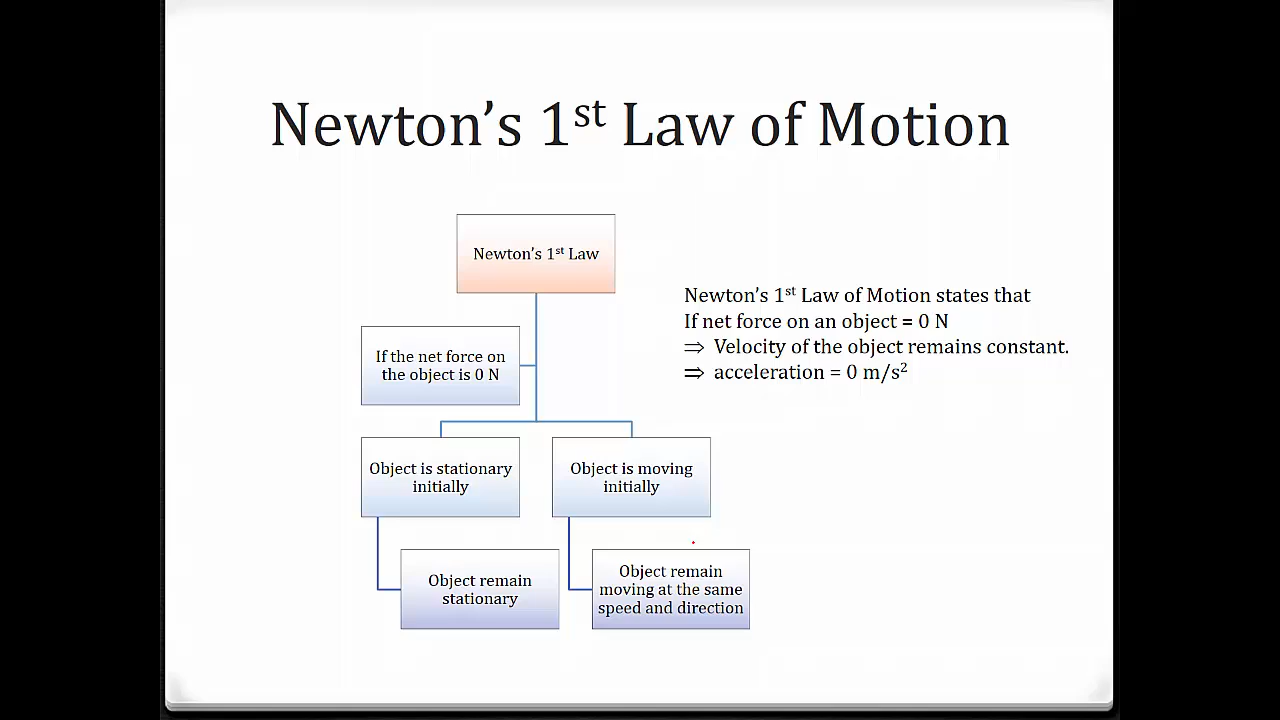 Newton’s 1st Law of Motion
Newton’s 1st Law
If the net force on
the object is 0 N
Object is stationary
initially
Object remain
stationary
Object is moving
initially
Object remain
moving at the same
speed and direction
Newton’s 1st Law of Motion states that
If net force on an object = 0 N
⇒ Velocity of the object remains constant.
⇒ acceleration = 0 m/s²